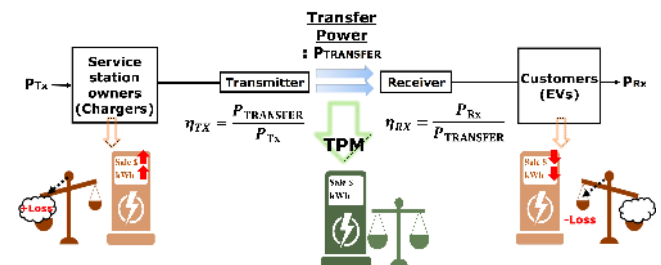 Transfer
Power
: PTRANSFER
Service
station
owners
(Chargers)
PTx
Transmitter
Receiver
Customers
(EVs)
PRx
ηTX = PTRANSFER / PTx
ηRX = PRx / PTRANSFER
TPM
Sale $
kWh
+Loss
Sale $
kWh
Sale $
kWh
-Loss